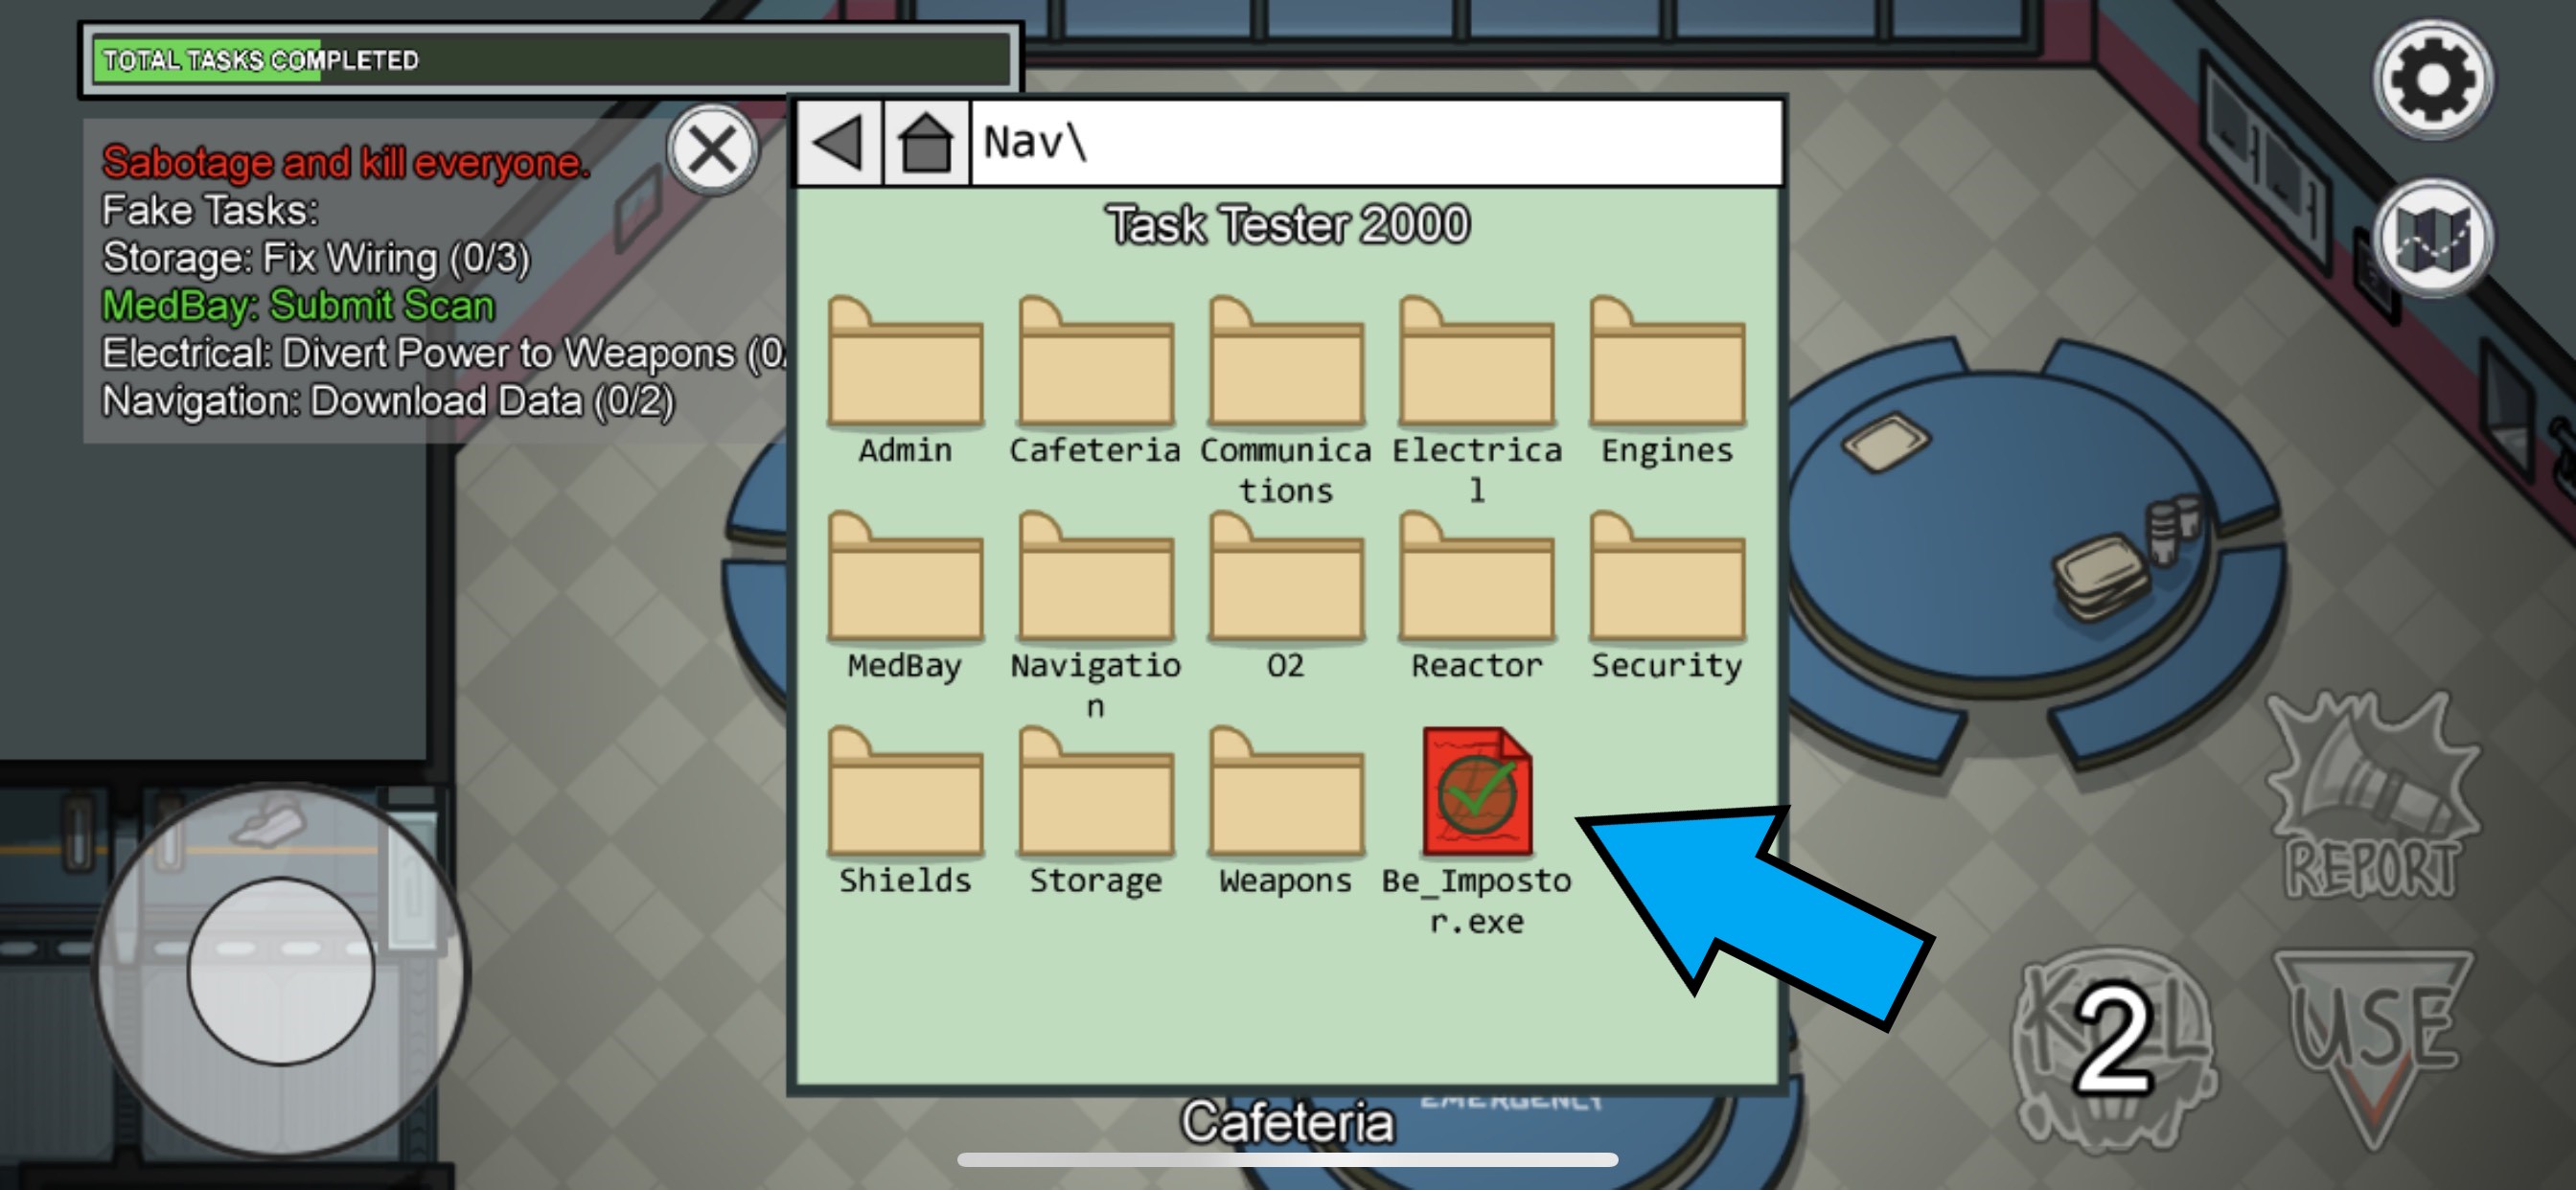 TOTAL TASKS COMPLETED
Sabotage and kill everyone.
Fake Tasks:
Storage: Fix Wiring (0/3)
MedBay: Submit Scan
Electrical: Divert Power to Weapons (0
Navigation: Download Data (0/2)
Nav\
Task Tester 2000
Admin
Cafeteria
Communica
tions
Electrica
l
Engines
MedBay
Navigatio
n
O2
Reactor
Security
Shields
Storage
Weapons
Be_Imposto
r.exe
REPORT
KILL
2
USE
EMERGENCY
Cafeteria